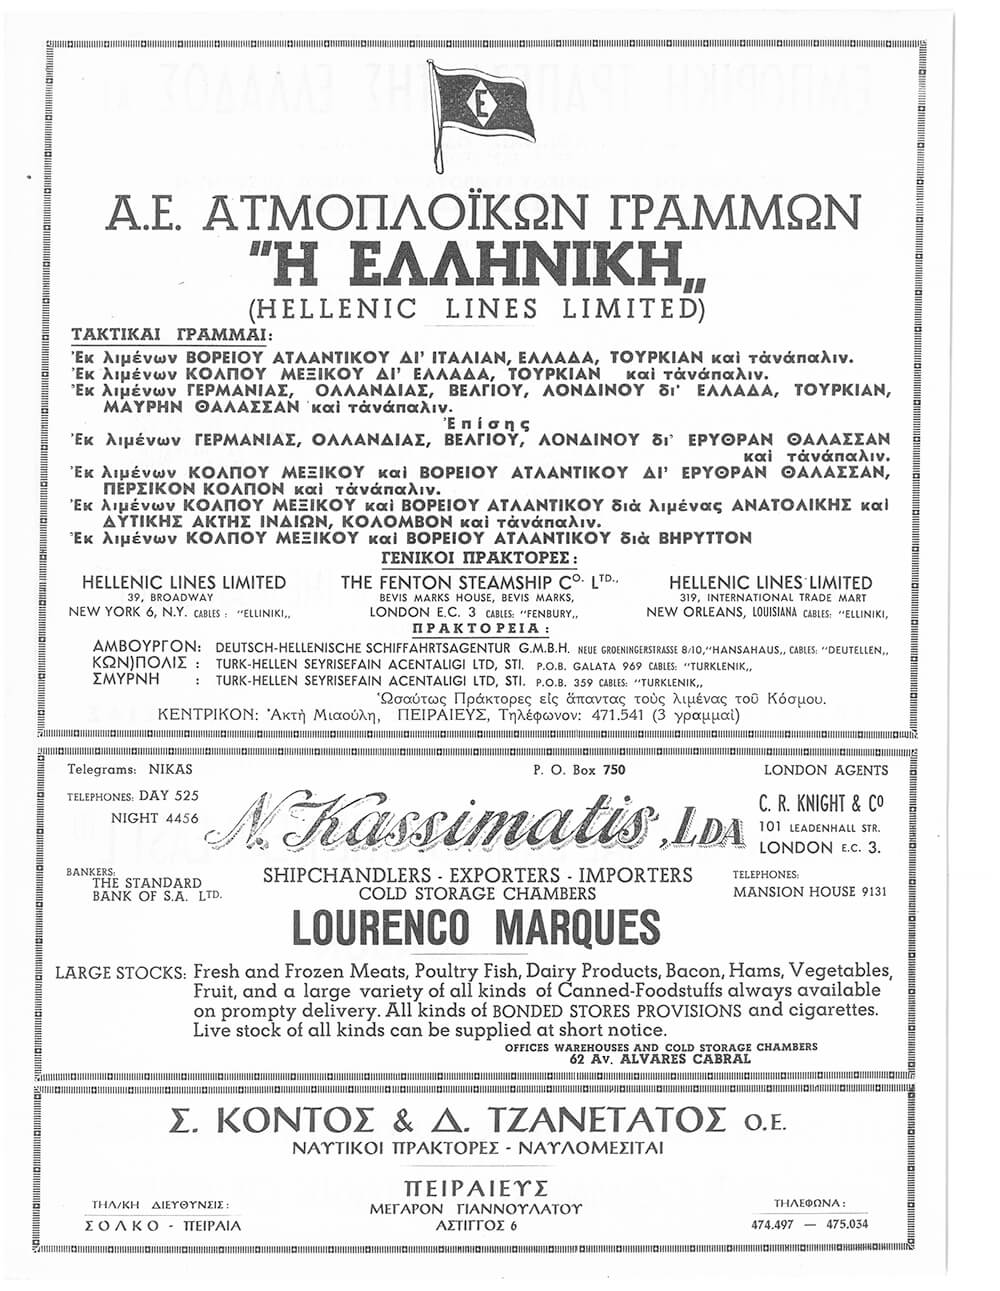 E
Α.Ε. ΑΤΜΟΠΛΟΪΚΩΝ ΓΡΑΜΜΩΝ
"Η ΕΛΛΗΝΙΚΗ„
(HELLENIC LINES LIMITED)
ΤΑΚΤΙΚΑΙ ΓΡΑΜΜΑΙ:
Ἐκ λιμένων ΒΟΡΕΙΟΥ ΑΤΛΑΝΤΙΚΟΥ ΔΙ' ΙΤΑΛΙΑΝ, ΕΛΛΑΔΑ, ΤΟΥΡΚΙΑΝ καὶ τἀνάπαλιν.
Ἐκ λιμένων ΚΟΛΠΟΥ ΜΕΞΙΚΟΥ ΔΙ' ΕΛΛΑΔΑ, ΤΟΥΡΚΙΑΝ καὶ τἀνάπαλιν.
Ἐκ λιμένων ΓΕΡΜΑΝΙΑΣ, ΟΛΛΑΝΔΙΑΣ, ΒΕΛΓΙΟΥ, ΛΟΝΔΙΝΟΥ δι' ΕΛΛΑΔΑ, ΤΟΥΡΚΙΑΝ,
ΜΑΥΡΗΝ ΘΑΛΑΣΣΑΝ καὶ τἀνάπαλιν.
Ἐπίσης
Ἐκ λιμένων ΓΕΡΜΑΝΙΑΣ, ΟΛΛΑΝΔΙΑΣ, ΒΕΛΓΙΟΥ, ΛΟΝΔΙΝΟΥ δι' ΕΡΥΘΡΑΝ ΘΑΛΑΣΣΑΝ
καὶ τἀνάπαλιν.
Ἐκ λιμένων ΚΟΛΠΟΥ ΜΕΞΙΚΟΥ καὶ ΒΟΡΕΙΟΥ ΑΤΛΑΝΤΙΚΟΥ ΔΙ' ΕΡΥΘΡΑΝ ΘΑΛΑΣΣΑΝ,
ΠΕΡΣΙΚΟΝ ΚΟΛΠΟΝ καὶ τἀνάπαλιν.
Ἐκ λιμένων ΚΟΛΠΟΥ ΜΕΞΙΚΟΥ καὶ ΒΟΡΕΙΟΥ ΑΤΛΑΝΤΙΚΟΥ διὰ λιμένας ΑΝΑΤΟΛΙΚΗΣ καὶ
ΔΥΤΙΚΗΣ ΑΚΤΗΣ ΙΝΔΙΩΝ, ΚΟΛΟΜΒΟΝ καὶ τἀνάπαλιν.
Ἐκ λιμένων ΚΟΛΠΟΥ ΜΕΞΙΚΟΥ καὶ ΒΟΡΕΙΟΥ ΑΤΛΑΝΤΙΚΟΥ διὰ ΒΗΡΥΤΤΟΝ
ΓΕΝΙΚΟΙ ΠΡΑΚΤΟΡΕΣ:
HELLENIC LINES LIMITED THE FENTON STEAMSHIP Co. LTD., HELLENIC LINES LIMITED
39, BROADWAY BEVIS MARKS HOUSE, BEVIS MARKS, 319, INTERNATIONAL TRADE MART
NEW YORK 6, N.Y. CABLES: "ELLINIKI„ LONDON E.C. 3 CABLES: "FENBURY„ NEW ORLEANS, LOUISIANA CABLES: "ELLINIKI,
ΠΡΑΚΤΟΡΕΙΑ:
ΑΜΒΟΥΡΓΟΝ: DEUTSCH-HELLENISCHE SCHIFFAHRTSAGENTUR G.M.B.H. NEUE GROENINGERSTRASSE 8/10, "HANSAHAUS„ CABLES: "DEUTELLEN„
ΚΩΝ)ΠΟΛΙΣ : TURK-HELLEN SEYRISEFAIN ACENTALIGI LTD, STI. P.O.B. GALATA 969 CABLES: "TURKLENIK„
ΣΜΥΡΝΗ : TURK-HELLEN SEYRISEFAIN ACENTALIGI LTD, STI. P.O.B. 359 CABLES: "TURKLENIK„
Ὡσαύτως Πράκτορες εἰς ἅπαντας τοὺς λιμένας τοῦ Κόσμου.
ΚΕΝΤΡΙΚΟΝ: Ἀκτὴ Μιαούλη, ΠΕΙΡΑΙΕΥΣ, Τηλέφωνον: 471.541 (3 γραμμαὶ)
Telegrams: NIKAS P. O. Box 750 LONDON AGENTS
TELEPHONES: DAY 525
NIGHT 4456
N. Kassimatis, LDA
C. R. KNIGHT & Co
101 LEADENHALL STR.
LONDON E.C. 3.
BANKERS:
THE STANDARD
BANK OF S.A. LTD.
SHIPCHANDLERS - EXPORTERS - IMPORTERS
COLD STORAGE CHAMBERS
TELEPHONES:
MANSION HOUSE 9131
LOURENCO MARQUES
LARGE STOCKS: Fresh and Frozen Meats, Poultry Fish, Dairy Products, Bacon, Hams, Vegetables,
Fruit, and a large variety of all kinds of Canned-Foodstuffs always available
on prompty delivery. All kinds of BONDED STORES PROVISIONS and cigarettes.
Live stock of all kinds can be supplied at short notice.
OFFICES WAREHOUSES AND COLD STORAGE CHAMBERS
62 Av. ALVARES CABRAL
Σ. ΚΟΝΤΟΣ & Δ. ΤΖΑΝΕΤΑΤΟΣ Ο.Ε.
ΝΑΥΤΙΚΟΙ ΠΡΑΚΤΟΡΕΣ - ΝΑΥΛΟΜΕΣΙΤΑΙ
ΤΗΛ/ΚΗ ΔΙΕΥΘΥΝΣΙΣ:
ΣΟΛΚΟ - ΠΕΙΡΑΙΑ
ΠΕΙΡΑΙΕΥΣ
ΜΕΓΑΡΟΝ ΓΙΑΝΝΟΥΛΑΤΟΥ
ΑΣΤΙΓΓΟΣ 6
ΤΗΛΕΦΩΝΑ:
474.497 — 475.034